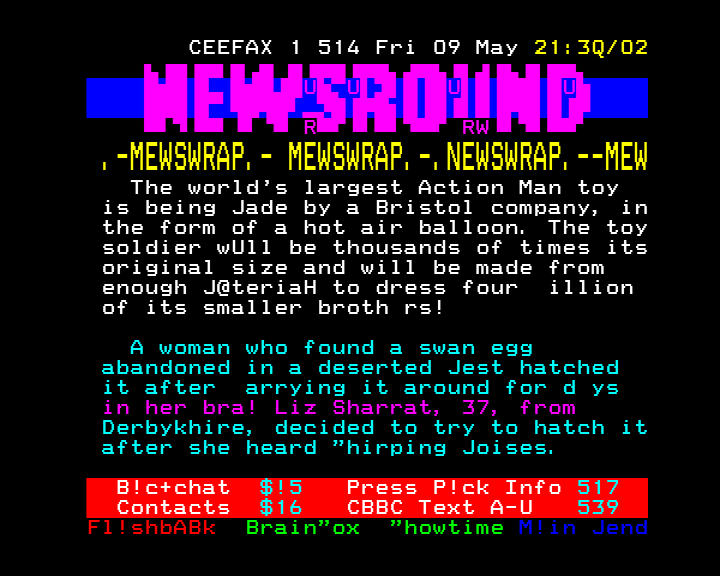 CEEFAX 1 514 Fri 09 May 21:3Q/02
NEWSROUND
U U U U
R RW
.-MEWSWRAP.- MEWSWRAP.-.NEWSWRAP.--MEW
The world's largest Action Man toy
is being Jade by a Bristol company, in
the form of a hot air balloon. The toy
soldier wUll be thousands of times its
original size and will be made from
enough J@teriaH to dress four  illion
of its smaller broth rs!
A woman who found a swan egg
abandoned in a deserted Jest hatched
it after  arrying it around for d ys
in her bra! Liz Sharrat, 37, from
Derbykhire, decided to try to hatch it
after she heard "hirping Joises.
B!c+chat $!5 Press P!ck Info 517
Contacts $16 CBBC Text A-U 539
Fl!shbABk Brain"ox "howtime M!in Jend